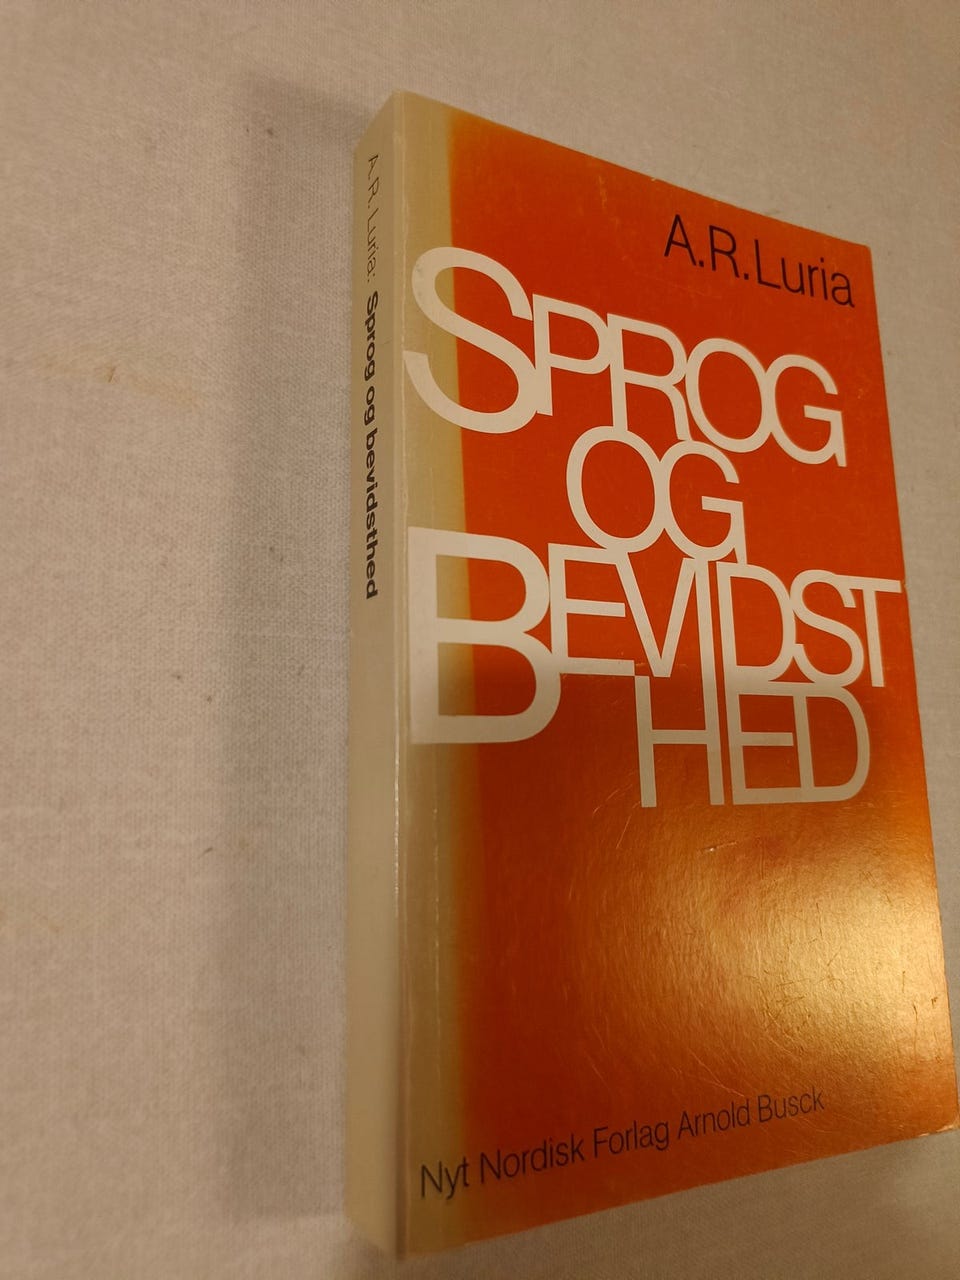 A.R. Luria: Sprog og bevidsthed
A.R.Luria
SPROG
OG
BEVIDST
HED
Nyt Nordisk Forlag Arnold Busck